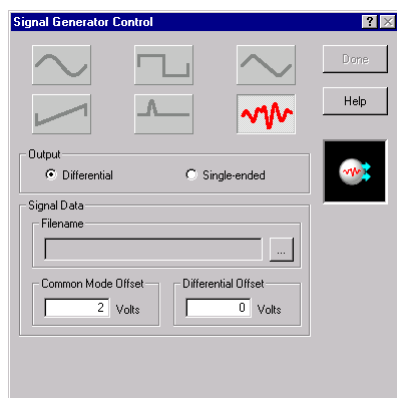 Signal Generator Control
Done
Help
Output
Differential
Single-ended
Signal Data
Filename
...
Common Mode Offset
2 Volts
Differential Offset
0 Volts